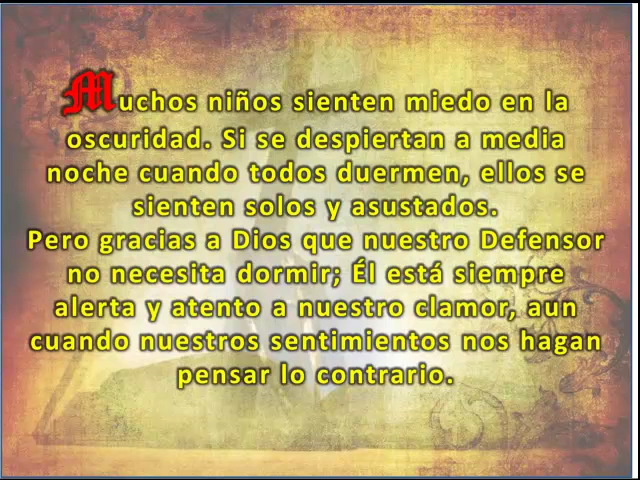 Muchos niños sienten miedo en la
oscuridad. Si se despiertan a media
noche cuando todos duermen, ellos se
sienten solos y asustados.
Pero gracias a Dios que nuestro Defensor
no necesita dormir; Él está siempre
alerta y atento a nuestro clamor, aun
cuando nuestros sentimientos nos hagan
pensar lo contrario.